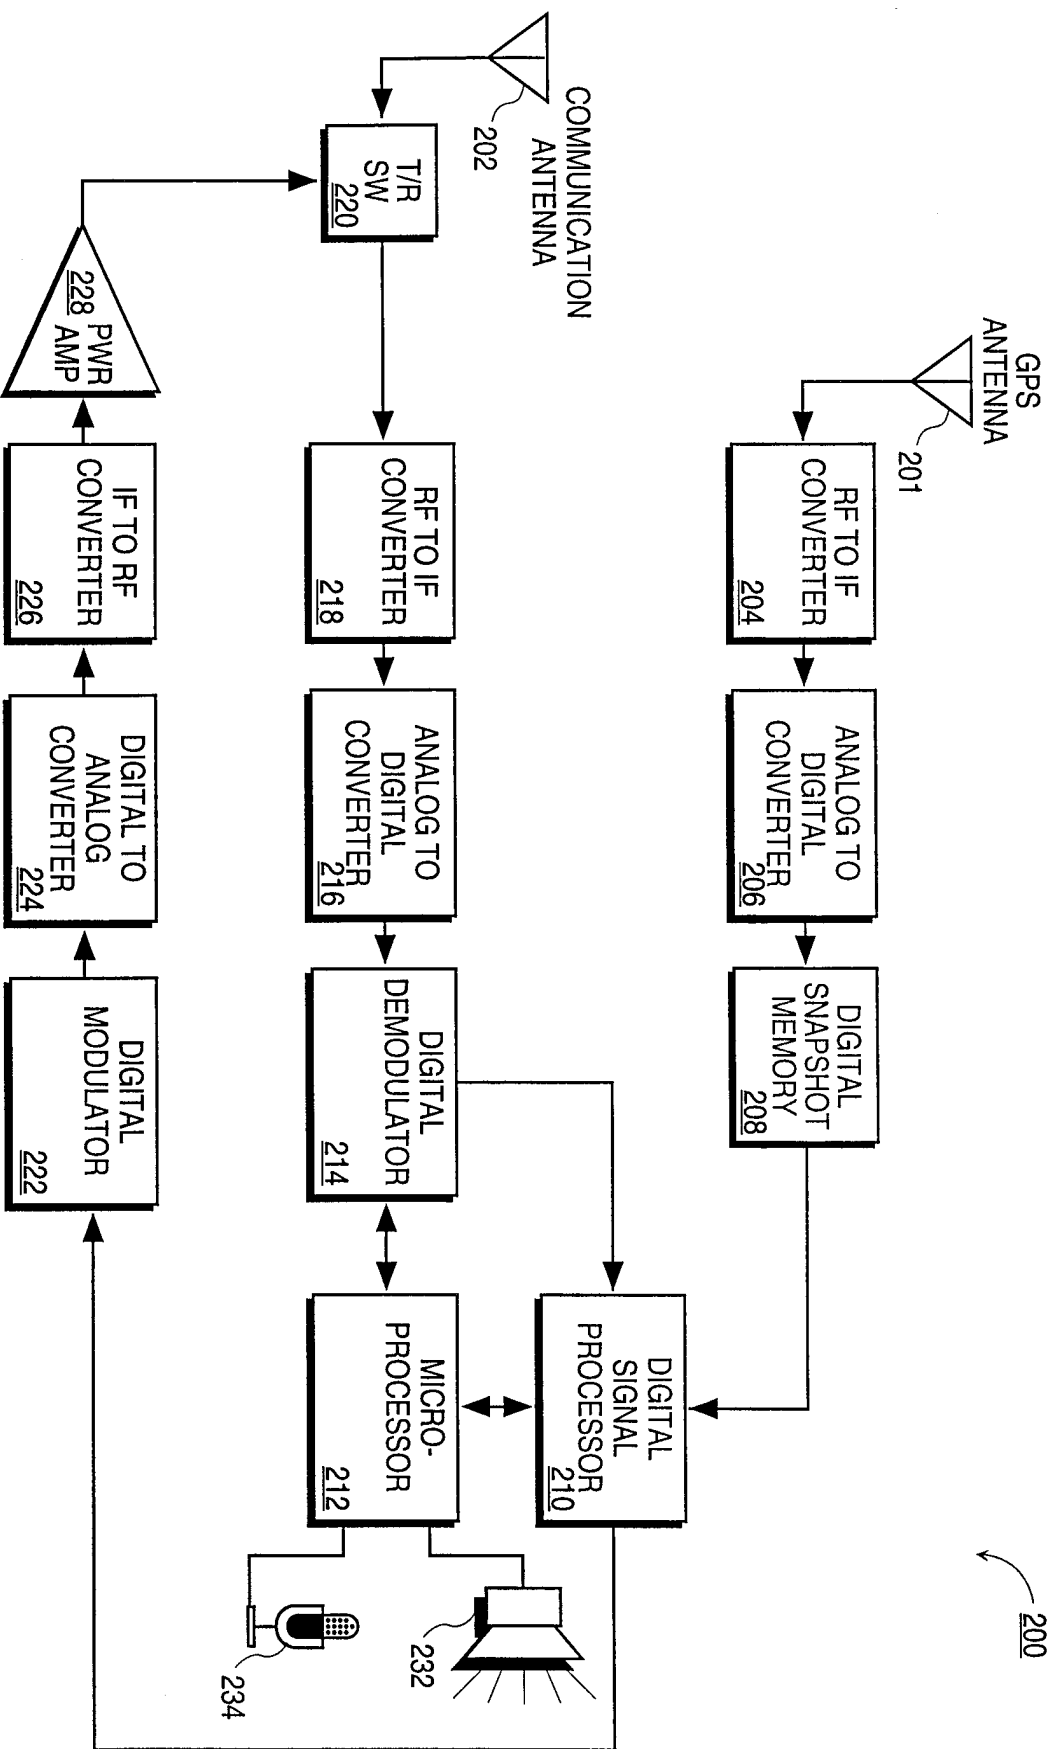 200
GPS
ANTENNA
201
RF TO IF
CONVERTER
204
ANALOG TO
DIGITAL
CONVERTER
206
DIGITAL
SNAPSHOT
MEMORY
208
DIGITAL
SIGNAL
PROCESSOR
210
COMMUNICATION
ANTENNA
202
T/R
SW
220
RF TO IF
CONVERTER
218
ANALOG TO
DIGITAL
CONVERTER
216
DIGITAL
DEMODULATOR
214
MICRO-
PROCESSOR
212
232
234
PWR
AMP
228
IF TO RF
CONVERTER
226
DIGITAL TO
ANALOG
CONVERTER
224
DIGITAL
MODULATOR
222